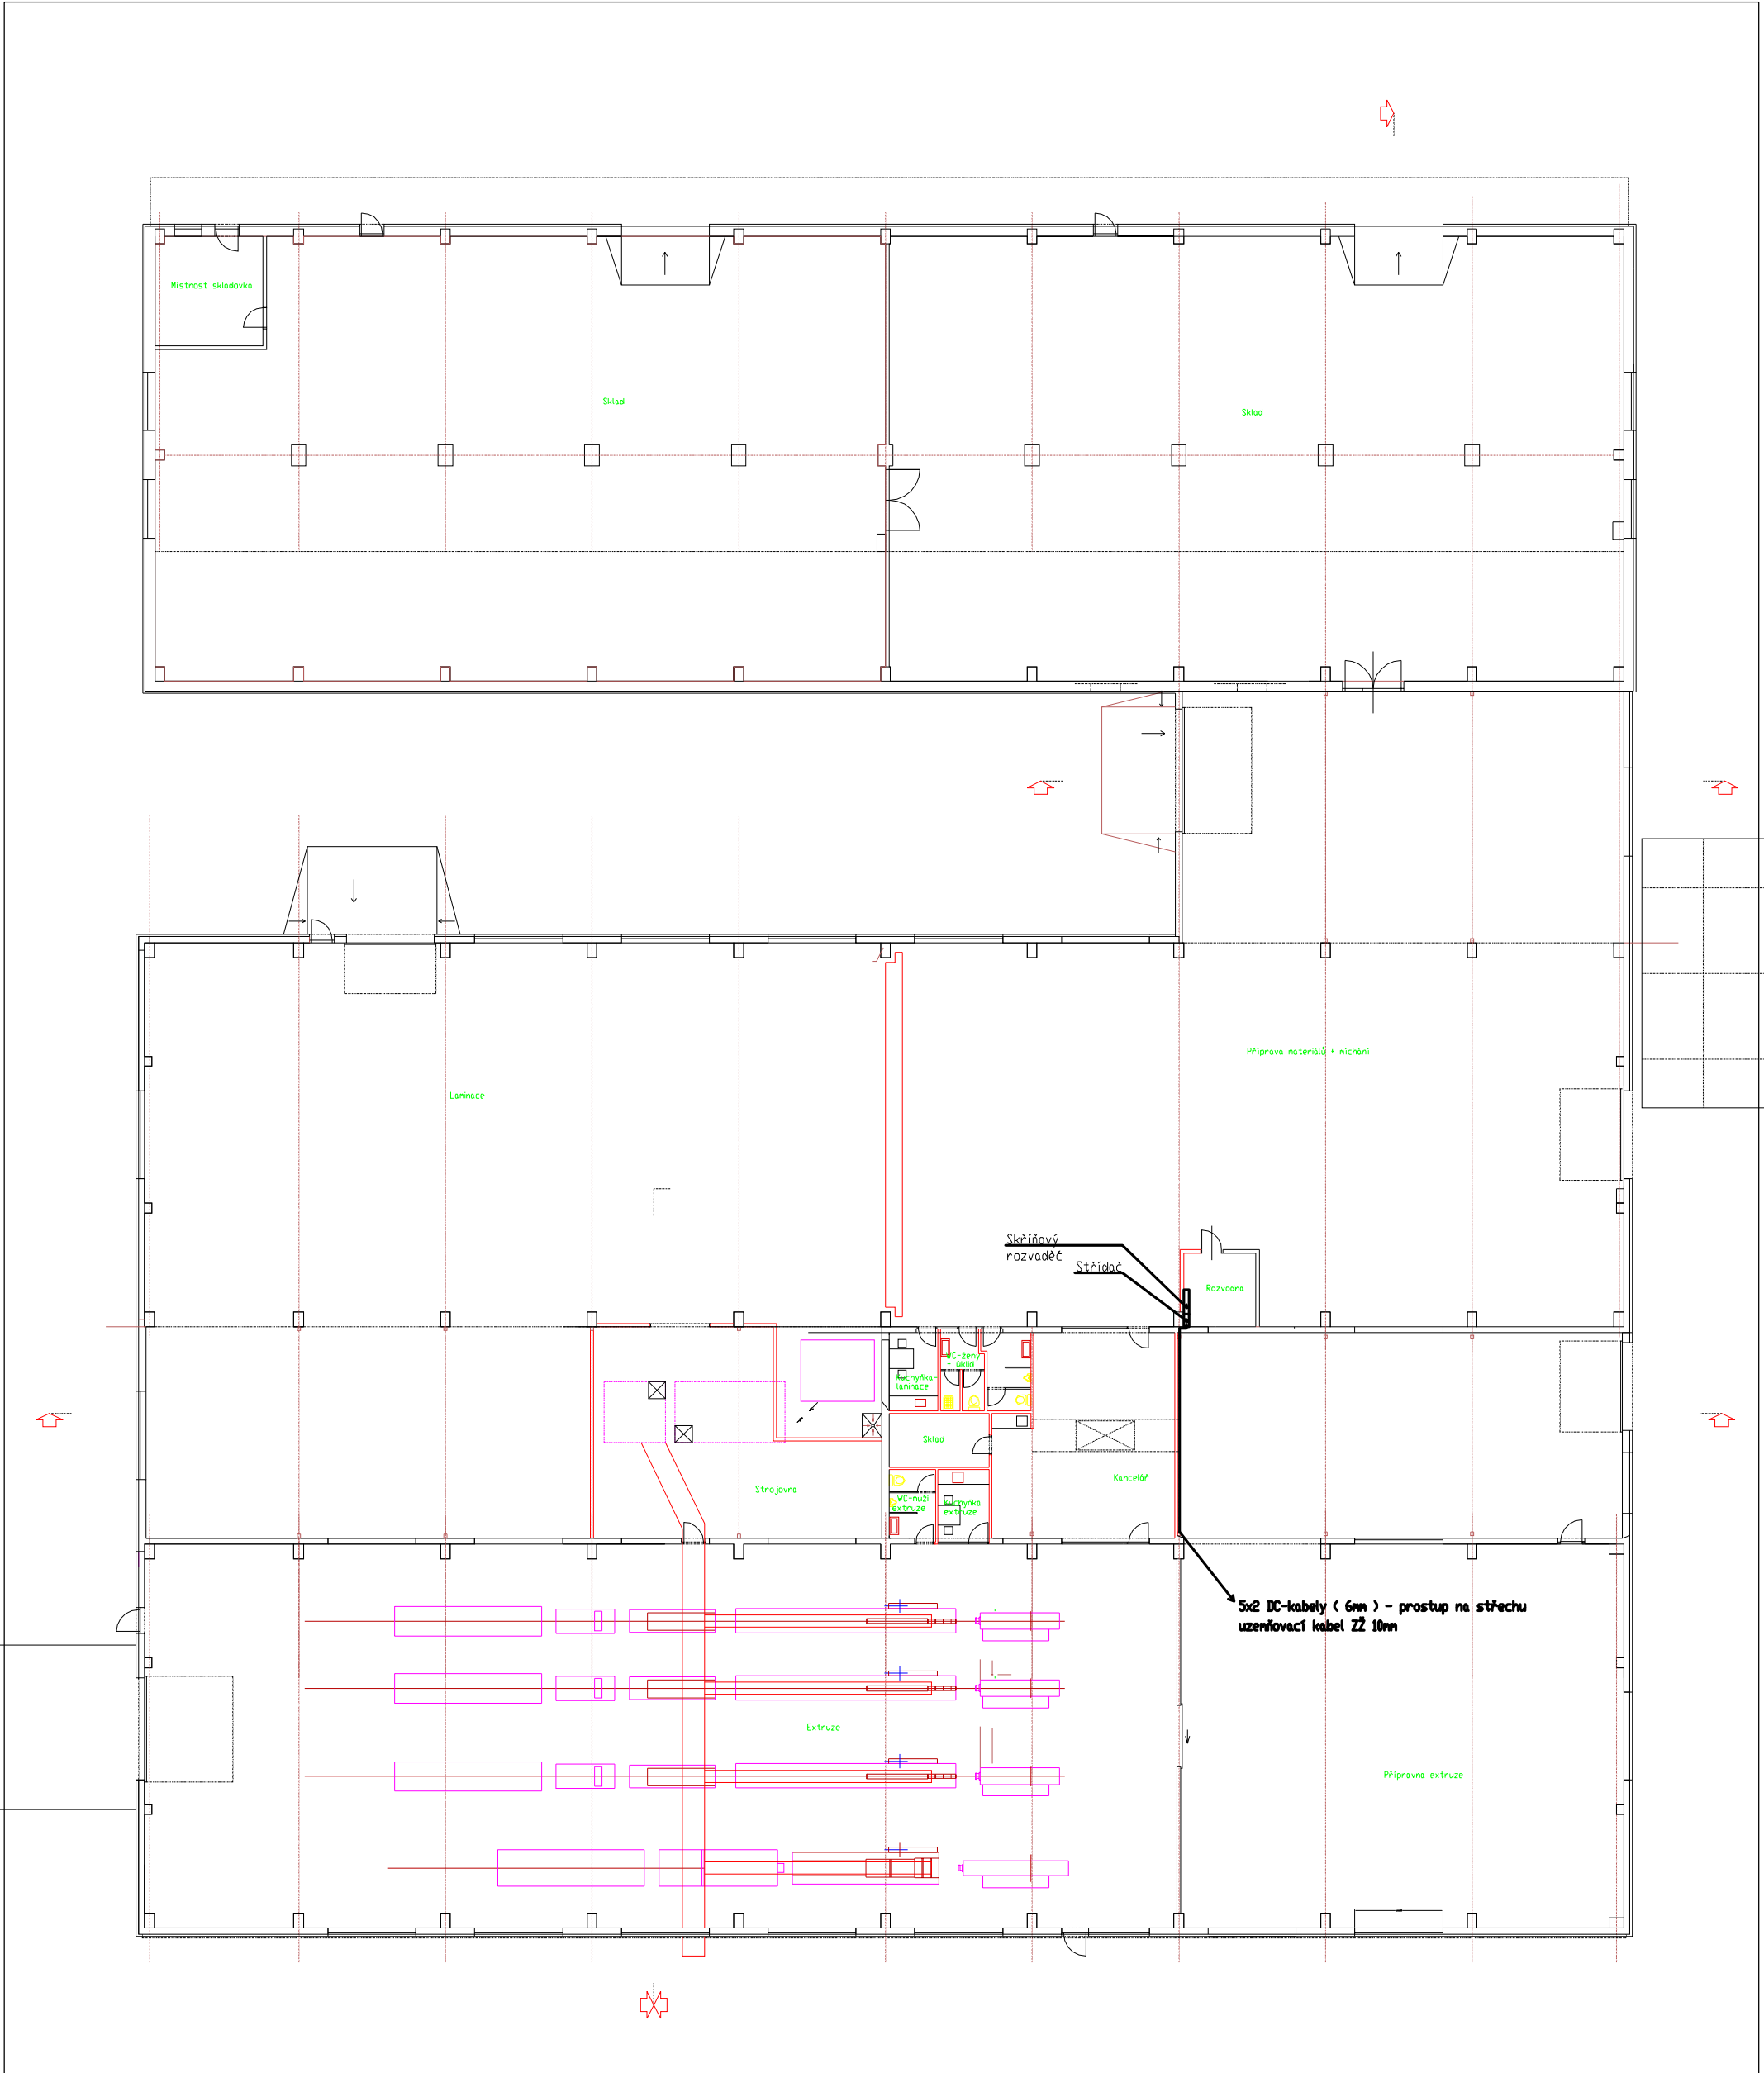 Místnost skladovka
Sklad
Sklad
Příprava materiálů + míchání
Laminace
Skříňový
rozvaděč
Střídač
Rozvodna
WC-ženy
+ úklid
Kuchyňka-
laminace
Sklad
Kancelář
Strojovna
WC-muži
extruze
Kuchyňka
extruze
5x2 DC-kabely ( 6mm ) - prostup na střechu
uzemňovací kabel ZŽ 10mm
Extruze
Přípravna extruze